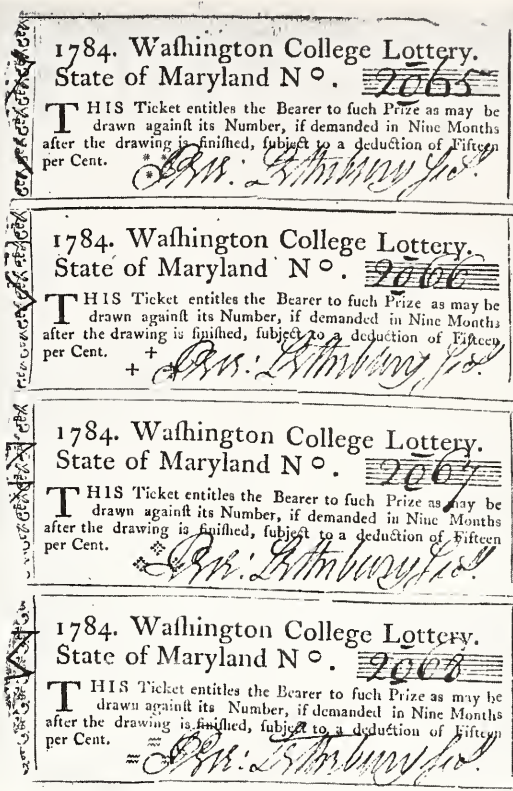 1784. Waſhington College Lottery.
State of Maryland Nº. 2065
THIS Ticket entitles the Bearer to ſuch Prize as may be
drawn againſt its Number, if demanded in Nine Months
after the drawing is finiſhed, ſubject to a deduction of Fifteen
per Cent.
1784. Waſhington College Lottery.
State of Maryland Nº. 2066
THIS Ticket entitles the Bearer to ſuch Prize as may be
drawn againſt its Number, if demanded in Nine Months
after the drawing is finiſhed, ſubject to a deduction of Fifteen
per Cent.
1784. Waſhington College Lottery.
State of Maryland Nº. 2067
THIS Ticket entitles the Bearer to ſuch Prize as may be
drawn againſt its Number, if demanded in Nine Months
after the drawing is finiſhed, ſubject to a deduction of Fifteen
per Cent.
1784. Waſhington College Lottery.
State of Maryland Nº. 2068
THIS Ticket entitles the Bearer to ſuch Prize as may be
drawn againſt its Number, if demanded in Nine Months
after the drawing is finiſhed, ſubject to a deduction of Fifteen
per Cent.